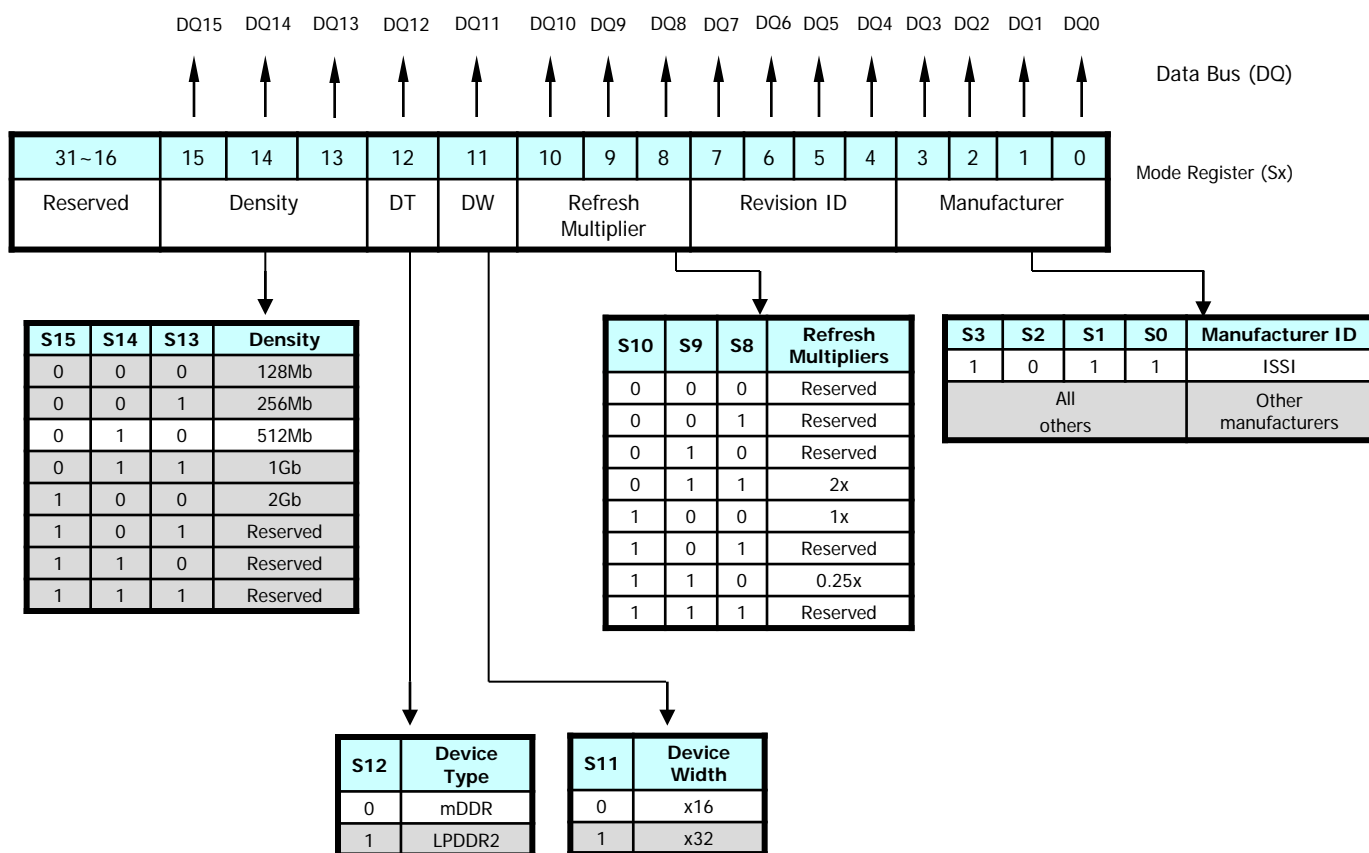 DQ15 DQ14 DQ13 DQ12 DQ11 DQ10 DQ9 DQ8 DQ7 DQ6 DQ5 DQ4 DQ3 DQ2 DQ1 DQ0
Data Bus (DQ)
31~16 15 14 13 12 11 10 9 8 7 6 5 4 3 2 1 0
Mode Register (Sx)
Reserved Density DT DW Refresh Multiplier Revision ID Manufacturer
S15 S14 S13 Density
0 0 0 128Mb
0 0 1 256Mb
0 1 0 512Mb
0 1 1 1Gb
1 0 0 2Gb
1 0 1 Reserved
1 1 0 Reserved
1 1 1 Reserved
S10 S9 S8 Refresh Multipliers
0 0 0 Reserved
0 0 1 Reserved
0 1 0 Reserved
0 1 1 2x
1 0 0 1x
1 0 1 Reserved
1 1 0 0.25x
1 1 1 Reserved
S3 S2 S1 S0 Manufacturer ID
1 0 1 1 ISSI
All others Other manufacturers
S12 Device Type
0 mDDR
1 LPDDR2
S11 Device Width
0 x16
1 x32